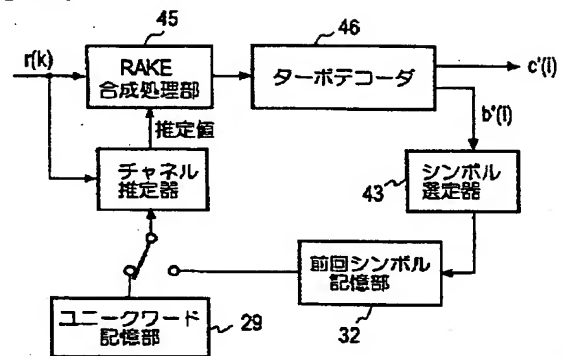 45
46
r(k)
RAKE
合成処理部
ターボデコーダ
c'(i)
b'(i)
推定値
チャネル
推定器
シンボル
選定器
43
前回シンボル
記憶部
32
ユニークワード
記憶部
29